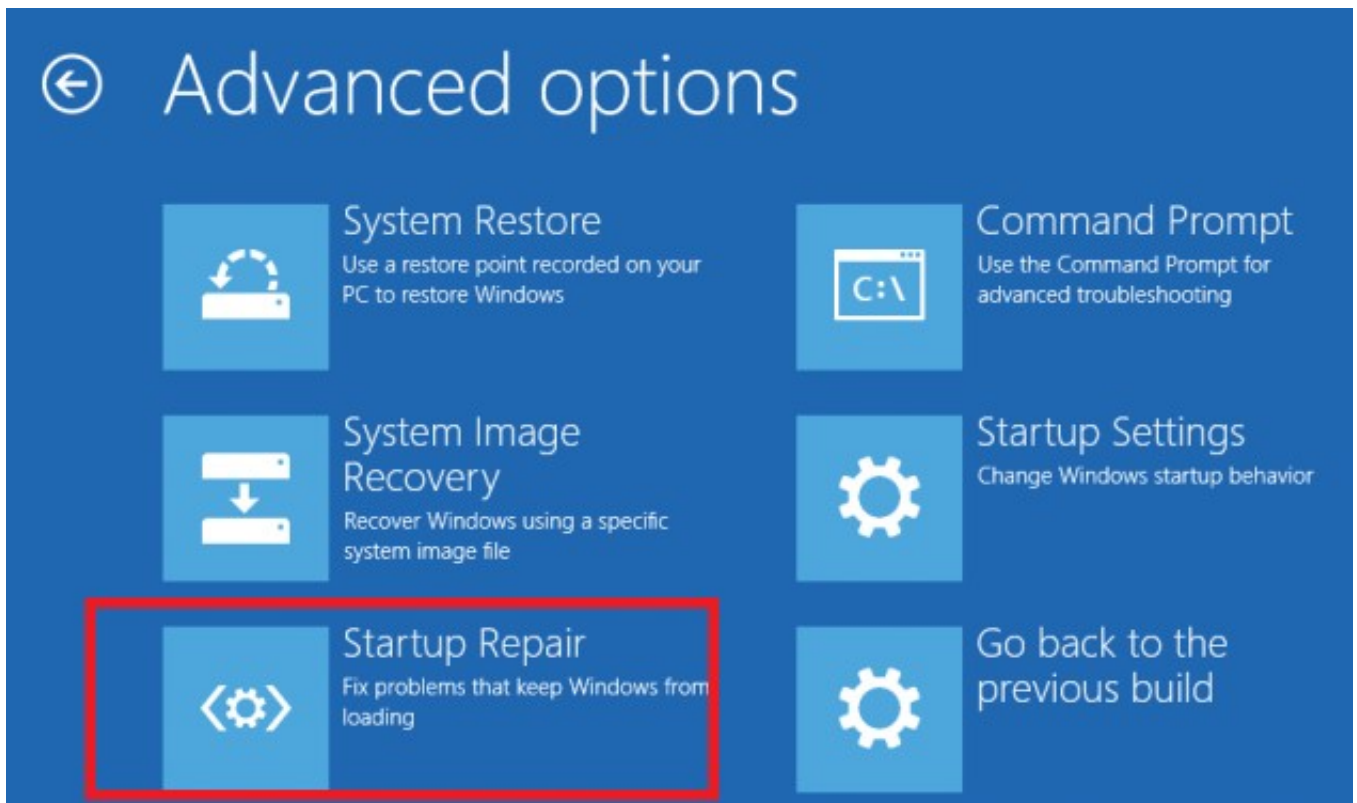 Advanced options
System Restore
Use a restore point recorded on your
PC to restore Windows
Command Prompt
Use the Command Prompt for
advanced troubleshooting
C:\
System Image
Recovery
Recover Windows using a specific
system image file
Startup Settings
Change Windows startup behavior
Startup Repair
Fix problems that keep Windows from
loading
Go back to the
previous build